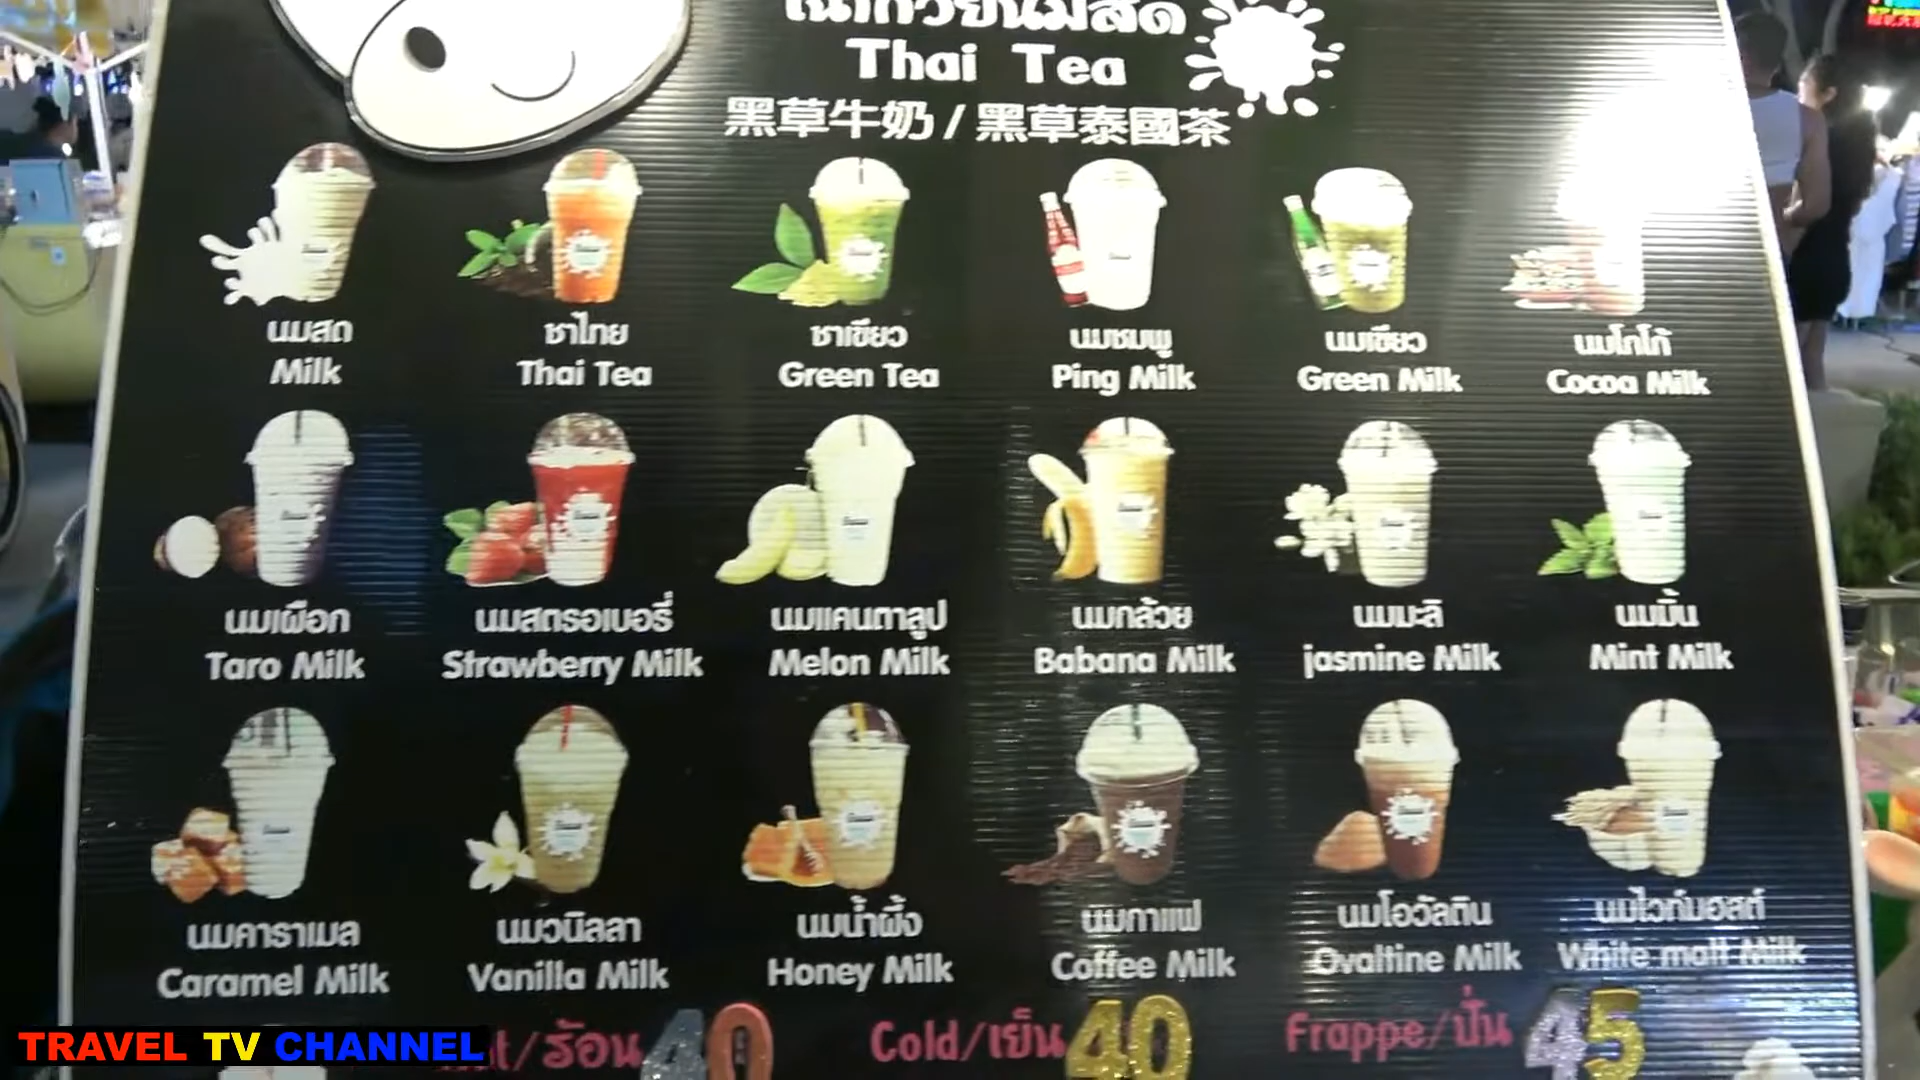 Thai Tea
黑草牛奶 / 黑草泰國茶
นมสด
Milk
ชาไทย
Thai Tea
ชาเขียว
Green Tea
นมชมพู
Ping Milk
นมเขียว
Green Milk
นมโกโก้
Cocoa Milk
นมเผือก
Taro Milk
นมสตรอเบอรี่
Strawberry Milk
นมแคนตาลูป
Melon Milk
นมกล้วย
Babana Milk
นมมะลิ
jasmine Milk
นมมิ้น
Mint Milk
นมคาราเมล
Caramel Milk
นมวนิลลา
Vanilla Milk
นมน้ำผึ้ง
Honey Milk
นมกาแฟ
Coffee Milk
นมโอวัลติน
Ovaltine Milk
นมไวท์มอสต์
White malt Milk
/ร้อน 40
Cold/เย็น 40
Frappe/ปั่น 45
TRAVEL TV CHANNEL